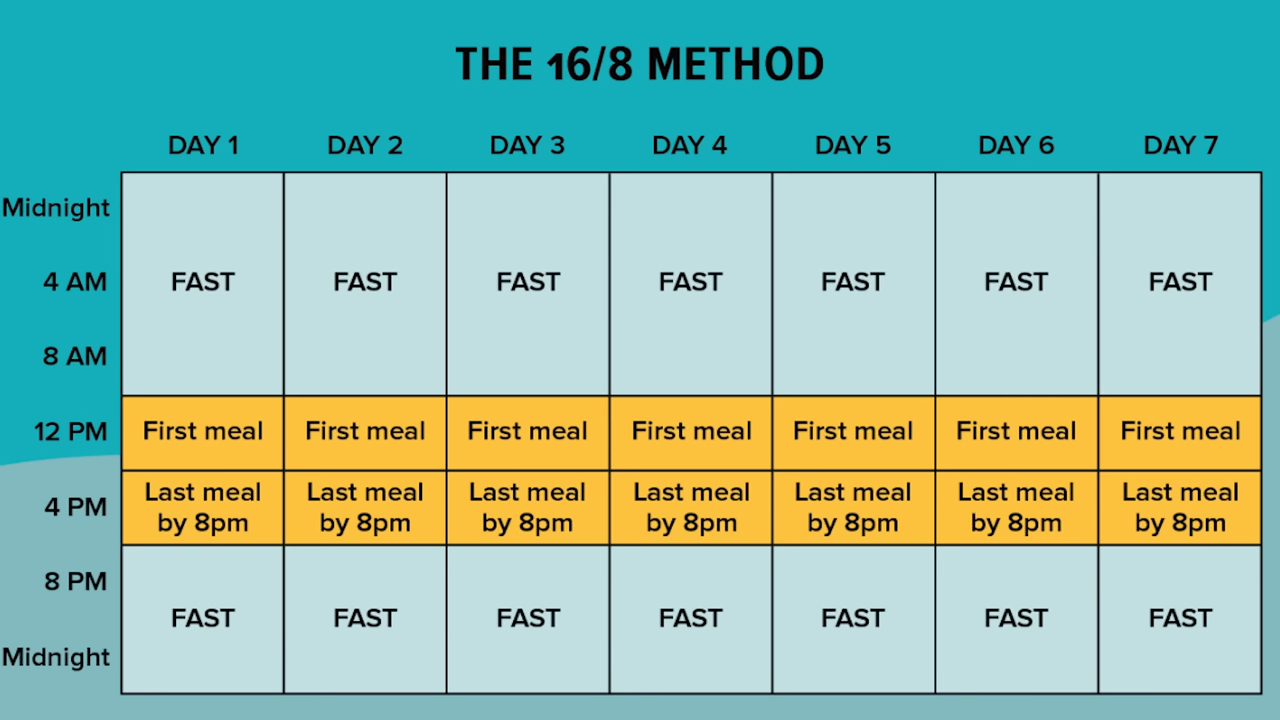 THE 16/8 METHOD
DAY 1 DAY 2 DAY 3 DAY 4 DAY 5 DAY 6 DAY 7
Midnight
4 AM FAST FAST FAST FAST FAST FAST FAST
8 AM
12 PM First meal First meal First meal First meal First meal First meal First meal
Last meal Last meal Last meal Last meal Last meal Last meal Last meal
4 PM
by 8pm by 8pm by 8pm by 8pm by 8pm by 8pm by 8pm
8 PM
FAST FAST FAST FAST FAST FAST FAST
Midnight